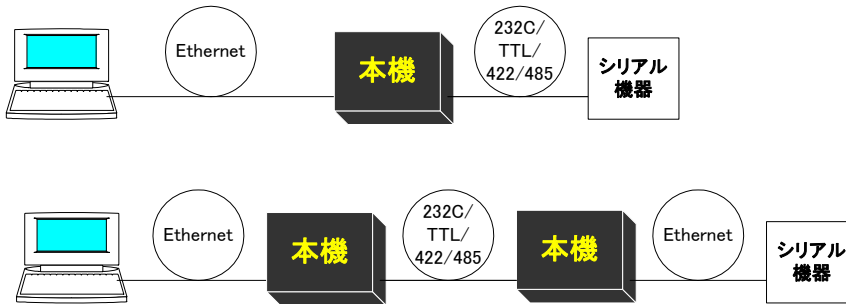 Ethernet
本機
232C/
TTL/
422/485
シリアル
機器
Ethernet
本機
232C/
TTL/
422/485
本機
Ethernet
シリアル
機器